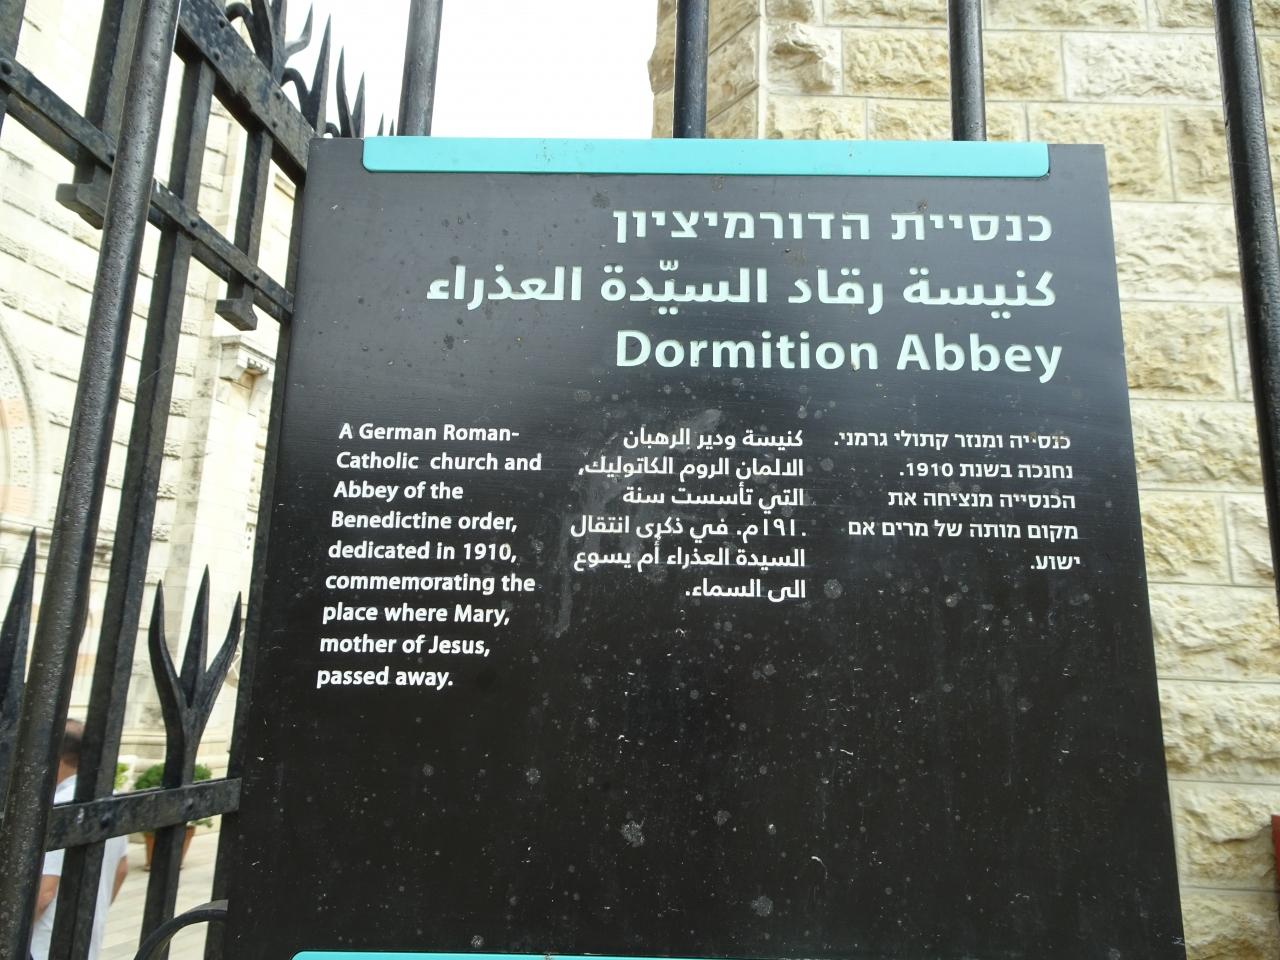 כנסיית הדורמיציון
كنيسة رقاد السيّدة العذراء
Dormition Abbey
A German Roman-
Catholic church and
Abbey of the
Benedictine order,
dedicated in 1910,
commemorating the
place where Mary,
mother of Jesus,
passed away.
كنيسة ودير الرهبان
الالمان الروم الكاتوليك,
التي تأسست سنة
١٩١٠م. في ذكرى انتقال
السيدة العذراء أم يسوع
الى السماء.
כנסייה ומנזר קתולי גרמני.
נחנכה בשנת 1910.
הכנסייה מנציחה את
מקום מותה של מרים אם
ישוע.